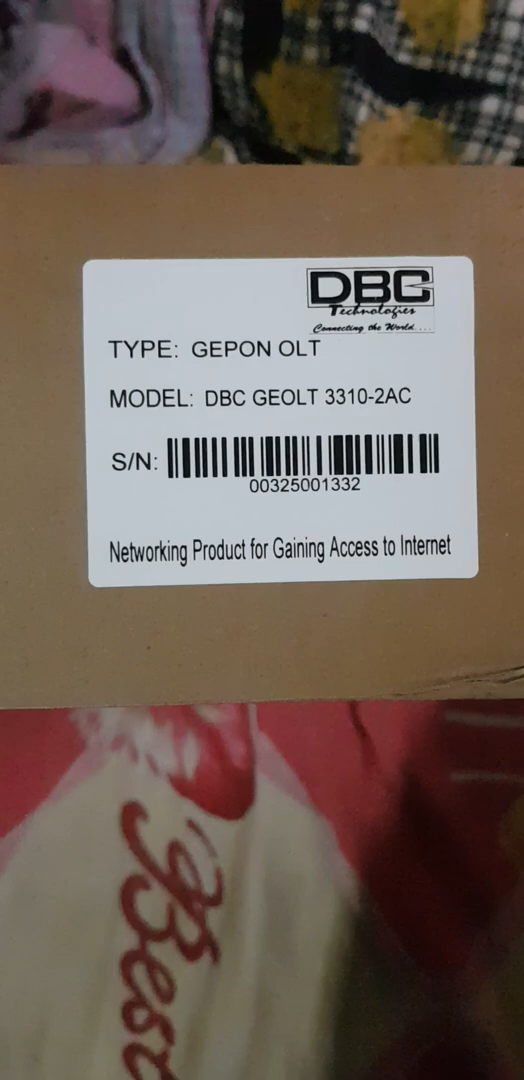 DBC
Technologies
Connecting the World....
TYPE: GEPON OLT
MODEL: DBC GEOLT 3310-2AC
S/N:
00325001332
Networking Product for Gaining Access to Internet
Best